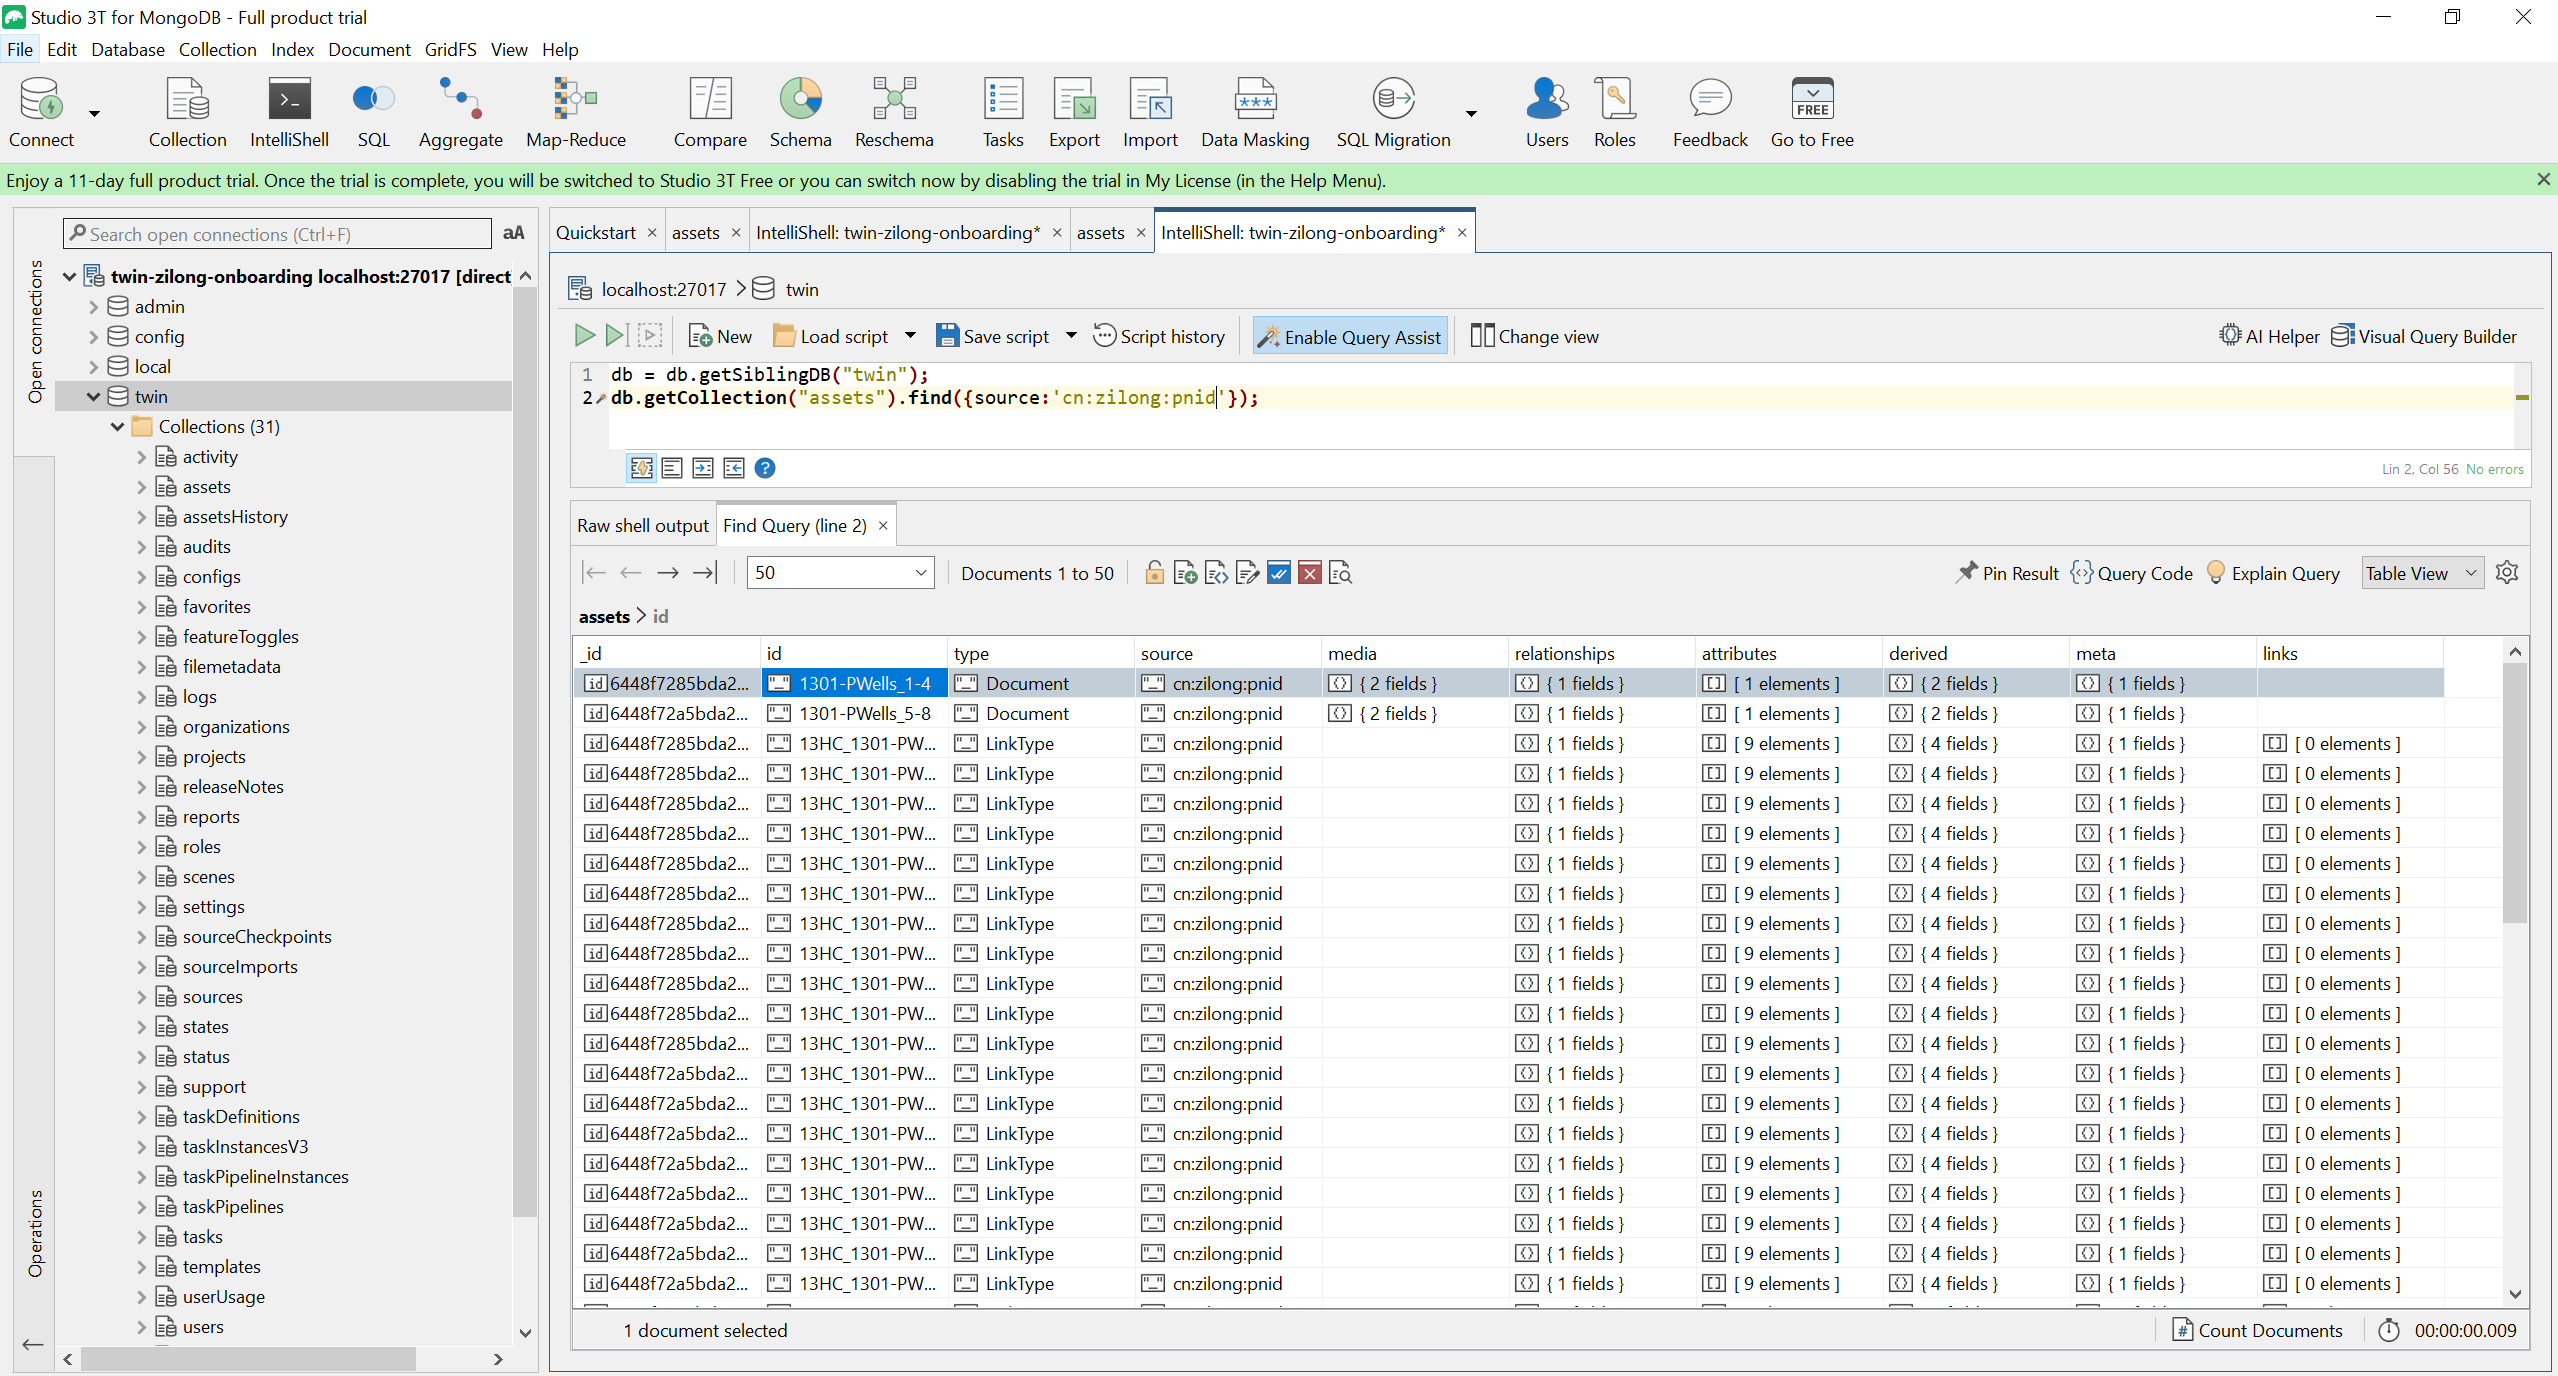 Studio 3T for MongoDB - Full product trial
File Edit Database Collection Index Document GridFS View Help
Connect Collection IntelliShell SQL Aggregate Map-Reduce Compare Schema Reschema Tasks Export Import Data Masking SQL Migration Users Roles Feedback FREE Go to Free
Enjoy a 11-day full product trial. Once the trial is complete, you will be switched to Studio 3T Free or you can switch now by disabling the trial in My License (in the Help Menu).
Open connections
Operations
Search open connections (Ctrl+F) aA
twin-zilong-onboarding localhost:27017 [direct
admin
config
local
twin
Collections (31)
activity
assets
assetsHistory
audits
configs
favorites
featureToggles
filemetadata
logs
organizations
projects
releaseNotes
reports
roles
scenes
settings
sourceCheckpoints
sourceImports
sources
states
status
support
taskDefinitions
taskInstancesV3
taskPipelineInstances
taskPipelines
tasks
templates
userUsage
users
Quickstart assets IntelliShell: twin-zilong-onboarding* assets IntelliShell: twin-zilong-onboarding*
localhost:27017 twin
New Load script Save script Script history Enable Query Assist Change view AI Helper Visual Query Builder
1 db = db.getSiblingDB("twin");
2 db.getCollection("assets").find({source:'cn:zilong:pnid'});
Lin 2, Col 56 No errors
Raw shell output Find Query (line 2)
50 Documents 1 to 50 Pin Result Query Code Explain Query Table View
assets > id
_id id type source media relationships attributes derived meta links
6448f7285bda2... 1301-PWells_1-4 Document cn:zilong:pnid { 2 fields } { 1 fields } [ 1 elements ] { 2 fields } { 1 fields }
6448f72a5bda2... 1301-PWells_5-8 Document cn:zilong:pnid { 2 fields } { 1 fields } [ 1 elements ] { 2 fields } { 1 fields }
6448f7285bda2... 13HC_1301-PW... LinkType cn:zilong:pnid { 1 fields } [ 9 elements ] { 4 fields } { 1 fields } [ 0 elements ]
6448f7285bda2... 13HC_1301-PW... LinkType cn:zilong:pnid { 1 fields } [ 9 elements ] { 4 fields } { 1 fields } [ 0 elements ]
6448f7285bda2... 13HC_1301-PW... LinkType cn:zilong:pnid { 1 fields } [ 9 elements ] { 4 fields } { 1 fields } [ 0 elements ]
6448f7285bda2... 13HC_1301-PW... LinkType cn:zilong:pnid { 1 fields } [ 9 elements ] { 4 fields } { 1 fields } [ 0 elements ]
6448f7285bda2... 13HC_1301-PW... LinkType cn:zilong:pnid { 1 fields } [ 9 elements ] { 4 fields } { 1 fields } [ 0 elements ]
6448f7285bda2... 13HC_1301-PW... LinkType cn:zilong:pnid { 1 fields } [ 9 elements ] { 4 fields } { 1 fields } [ 0 elements ]
6448f7285bda2... 13HC_1301-PW... LinkType cn:zilong:pnid { 1 fields } [ 9 elements ] { 4 fields } { 1 fields } [ 0 elements ]
6448f7285bda2... 13HC_1301-PW... LinkType cn:zilong:pnid { 1 fields } [ 9 elements ] { 4 fields } { 1 fields } [ 0 elements ]
6448f7285bda2... 13HC_1301-PW... LinkType cn:zilong:pnid { 1 fields } [ 9 elements ] { 4 fields } { 1 fields } [ 0 elements ]
6448f7285bda2... 13HC_1301-PW... LinkType cn:zilong:pnid { 1 fields } [ 9 elements ] { 4 fields } { 1 fields } [ 0 elements ]
6448f7285bda2... 13HC_1301-PW... LinkType cn:zilong:pnid { 1 fields } [ 9 elements ] { 4 fields } { 1 fields } [ 0 elements ]
6448f72a5bda2... 13HC_1301-PW... LinkType cn:zilong:pnid { 1 fields } [ 9 elements ] { 4 fields } { 1 fields } [ 0 elements ]
6448f72a5bda2... 13HC_1301-PW... LinkType cn:zilong:pnid { 1 fields } [ 9 elements ] { 4 fields } { 1 fields } [ 0 elements ]
6448f72a5bda2... 13HC_1301-PW... LinkType cn:zilong:pnid { 1 fields } [ 9 elements ] { 4 fields } { 1 fields } [ 0 elements ]
6448f72a5bda2... 13HC_1301-PW... LinkType cn:zilong:pnid { 1 fields } [ 9 elements ] { 4 fields } { 1 fields } [ 0 elements ]
6448f72a5bda2... 13HC_1301-PW... LinkType cn:zilong:pnid { 1 fields } [ 9 elements ] { 4 fields } { 1 fields } [ 0 elements ]
6448f72a5bda2... 13HC_1301-PW... LinkType cn:zilong:pnid { 1 fields } [ 9 elements ] { 4 fields } { 1 fields } [ 0 elements ]
6448f72a5bda2... 13HC_1301-PW... LinkType cn:zilong:pnid { 1 fields } [ 9 elements ] { 4 fields } { 1 fields } [ 0 elements ]
6448f72a5bda2... 13HC_1301-PW... LinkType cn:zilong:pnid { 1 fields } [ 9 elements ] { 4 fields } { 1 fields } [ 0 elements ]
1 document selected Count Documents 00:00:00.009